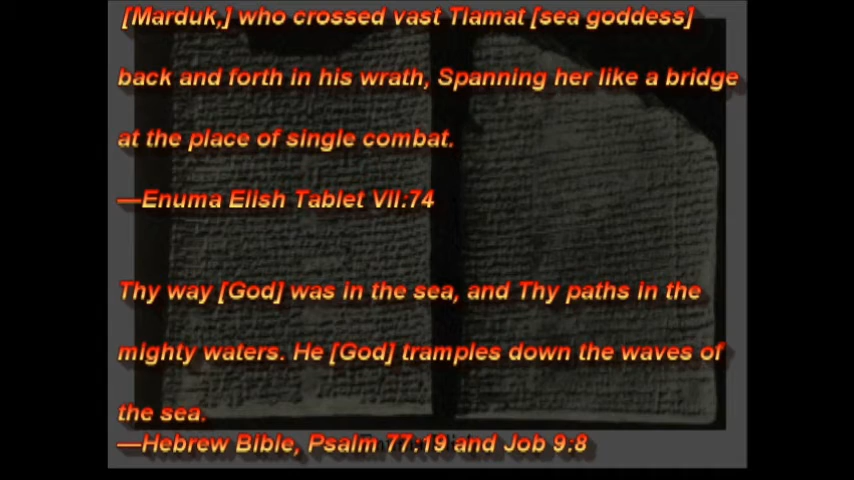 [Marduk,] who crossed vast Tiamat [sea goddess]
back and forth in his wrath, Spanning her like a bridge
at the place of single combat.
—Enuma Elish Tablet VII:74
Thy way [God] was in the sea, and Thy paths in the
mighty waters. He [God] tramples down the waves of
the sea.
—Hebrew Bible, Psalm 77:19 and Job 9:8